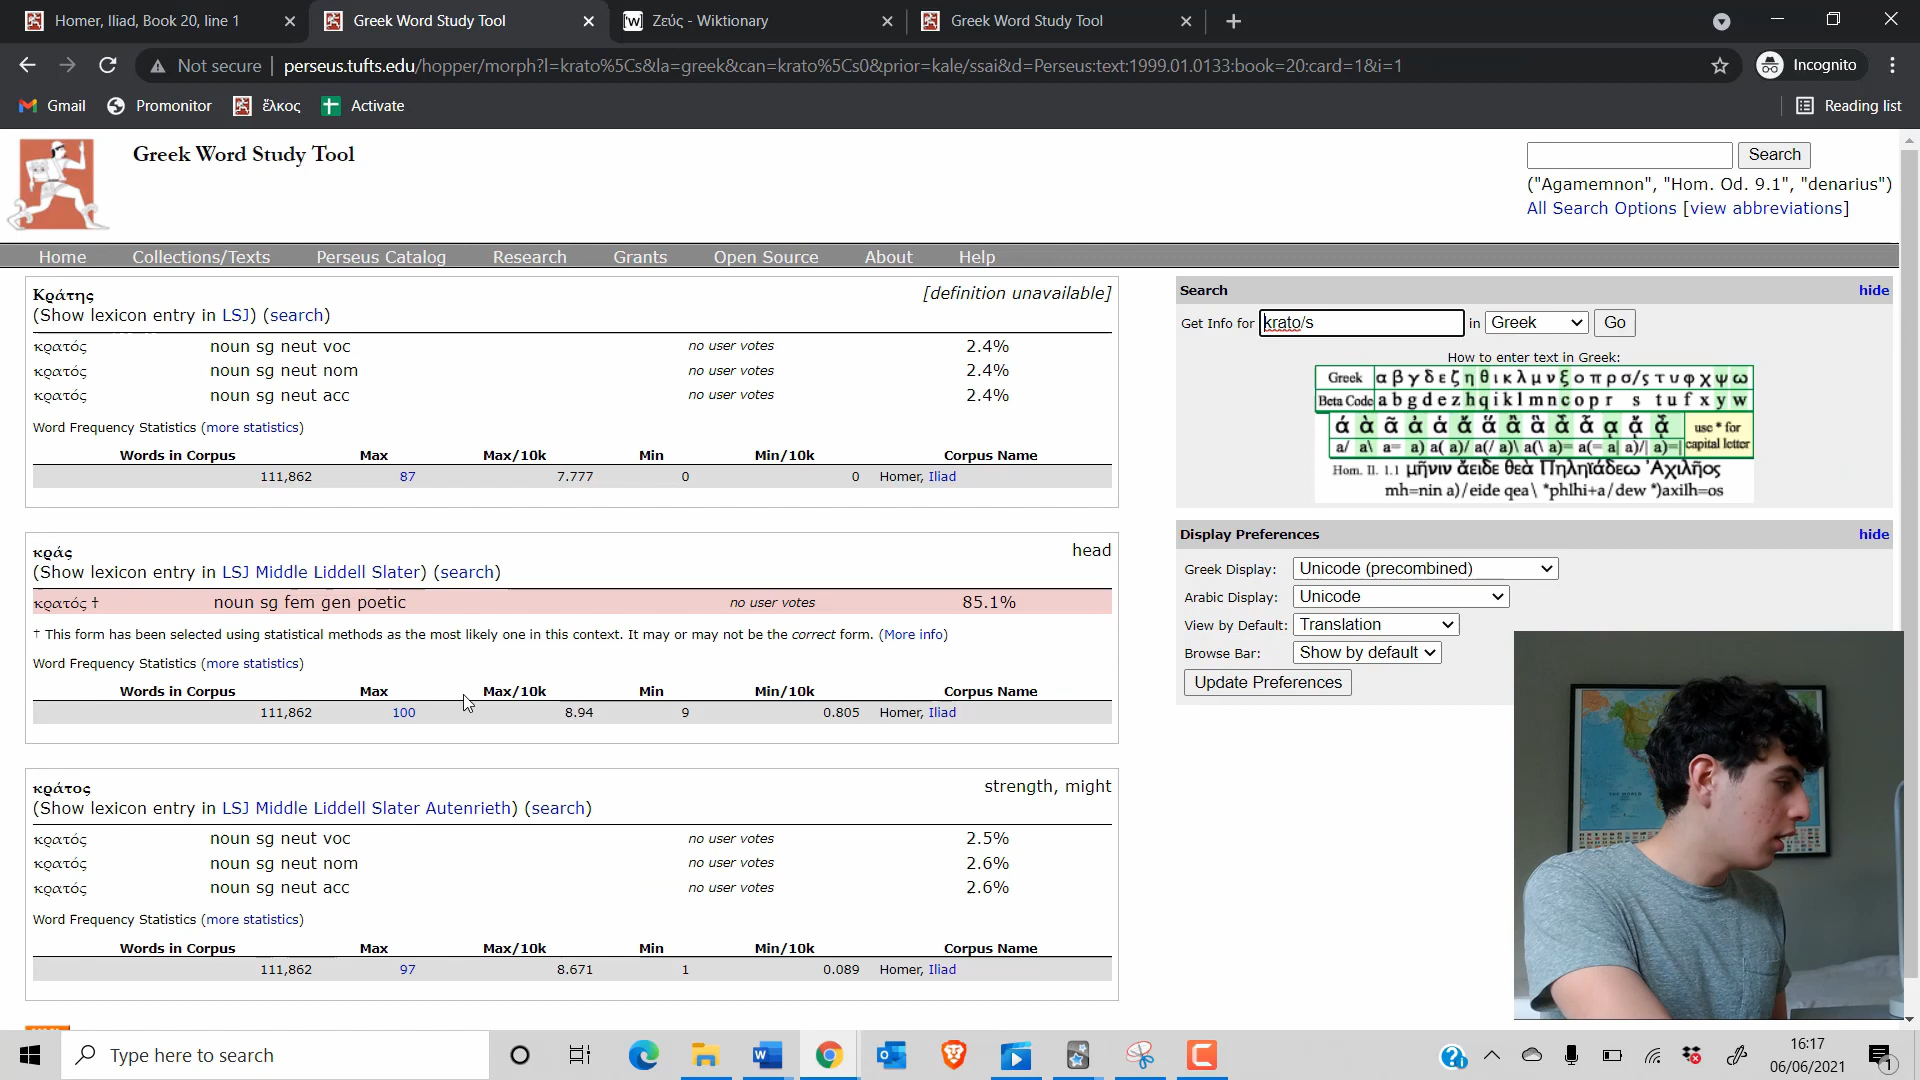 Homer, Iliad, Book 20, line 1
Greek Word Study Tool
Ζεύς - Wiktionary
Greek Word Study Tool
Not secure
perseus.tufts.edu/hopper/morph?l=krato%5Cs&la=greek&can=krato%5Cs0&prior=kale/ssai&d=Perseus:text:1999.01.0133:book=20:card=1&i=1
Incognito
Gmail
Promonitor
ἕλκος
Activate
Reading list
Greek Word Study Tool
Search
("Agamemnon", "Hom. Od. 9.1", "denarius")
All Search Options [view abbreviations]
Home Collections/Texts Perseus Catalog Research Grants Open Source About Help
Κράτης [definition unavailable]
(Show lexicon entry in LSJ) (search)
κρατός noun sg neut voc no user votes 2.4%
κρατός noun sg neut nom no user votes 2.4%
κρατός noun sg neut acc no user votes 2.4%
Word Frequency Statistics (more statistics)
Words in Corpus Max Max/10k Min Min/10k Corpus Name
111,862 87 7.777 0 0 Homer, Iliad
κράς head
(Show lexicon entry in LSJ Middle Liddell Slater) (search)
κρατός † noun sg fem gen poetic no user votes 85.1%
† This form has been selected using statistical methods as the most likely one in this context. It may or may not be the correct form. (More info)
Word Frequency Statistics (more statistics)
Words in Corpus Max Max/10k Min Min/10k Corpus Name
111,862 100 8.94 9 0.805 Homer, Iliad
κράτος strength, might
(Show lexicon entry in LSJ Middle Liddell Slater Autenrieth) (search)
κρατός noun sg neut voc no user votes 2.5%
κρατός noun sg neut nom no user votes 2.6%
κρατός noun sg neut acc no user votes 2.6%
Word Frequency Statistics (more statistics)
Words in Corpus Max Max/10k Min Min/10k Corpus Name
111,862 97 8.671 1 0.089 Homer, Iliad
Search hide
Get Info for krato/s in Greek Go
How to enter text in Greek:
Greek α β γ δ ε ζ η θ ι κ λ μ ν ξ ο π ρ σ/ς τ υ φ χ ψ ω
Beta Code a b g d e z h q i k l m n c o p r s t u f x y w
use * for
capital letter
Hom. Il. 1.1 μῆνιν ἄειδε θεὰ Πηληϊάδεω Ἀχιλῆος
mh=nin a)/eide qea\ *phlhi+a/dew *)axilh=os
Display Preferences hide
Greek Display: Unicode (precombined)
Arabic Display: Unicode
View by Default: Translation
Browse Bar: Show by default
Update Preferences
Type here to search
16:17
06/06/2021
1